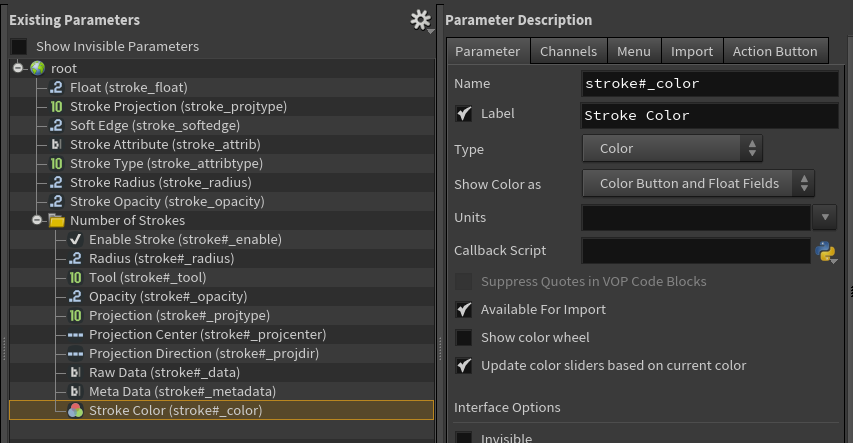 Existing Parameters
Show Invisible Parameters
root
.2 Float (stroke_float)
10 Stroke Projection (stroke_projtype)
.2 Soft Edge (stroke_softedge)
b Stroke Attribute (stroke_attrib)
10 Stroke Type (stroke_attribtype)
.2 Stroke Radius (stroke_radius)
.2 Stroke Opacity (stroke_opacity)
Number of Strokes
Enable Stroke (stroke#_enable)
.2 Radius (stroke#_radius)
10 Tool (stroke#_tool)
.2 Opacity (stroke#_opacity)
10 Projection (stroke#_projtype)
Projection Center (stroke#_projcenter)
Projection Direction (stroke#_projdir)
b Raw Data (stroke#_data)
b Meta Data (stroke#_metadata)
Stroke Color (stroke#_color)
Parameter Description
Parameter Channels Menu Import Action Button
Name stroke#_color
Label Stroke Color
Type Color
Show Color as Color Button and Float Fields
Units
Callback Script
Suppress Quotes in VOP Code Blocks
Available For Import
Show color wheel
Update color sliders based on current color
Interface Options
Invisible